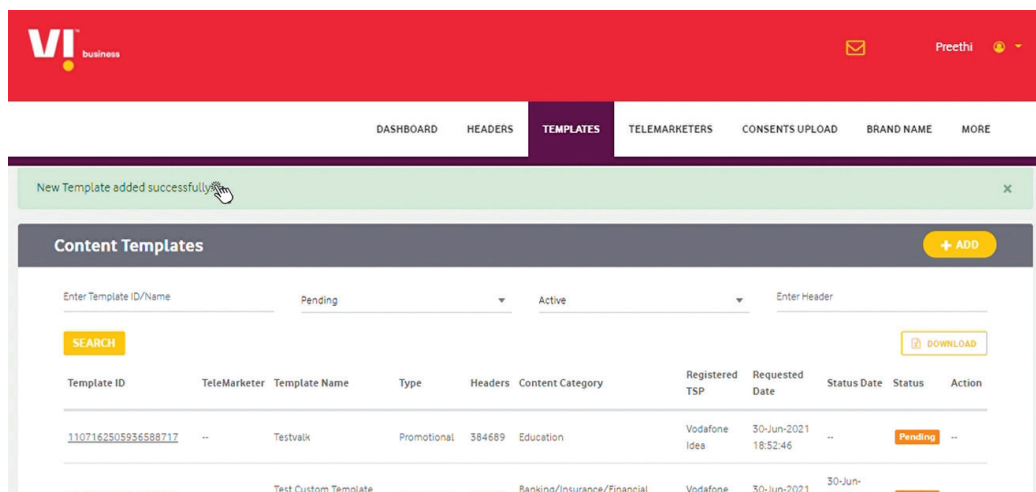 VI™ business
Preethi
DASHBOARD HEADERS TEMPLATES TELEMARKETERS CONSENTS UPLOAD BRAND NAME MORE
New Template added successfully
×
Content Templates
+ ADD
Enter Template ID/Name Pending Active Enter Header
SEARCH
DOWNLOAD
Template ID TeleMarketer Template Name Type Headers Content Category Registered TSP Requested Date Status Date Status Action
1107162505936588717 -- Testvalk Promotional 384689 Education Vodafone Idea 30-Jun-2021 18:52:46 -- Pending --
Test Custom Template Banking/Insurance/Financial Vodafone 30-Jun-2021 30-Jun-